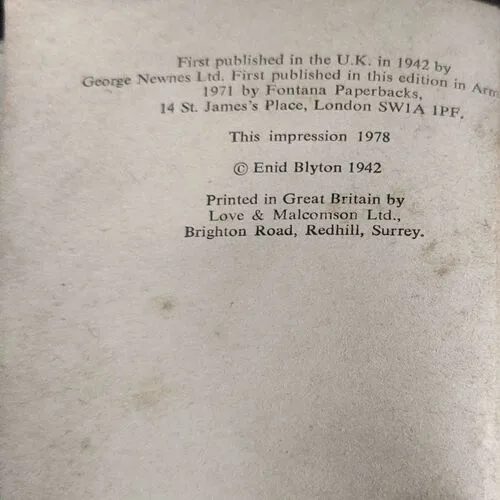 First published in the U.K. in 1942 by
George Newnes Ltd. First published in this edition in Arm
1971 by Fontana Paperbacks,
14 St. James's Place, London SW1A 1PF.
This impression 1978
© Enid Blyton 1942
Printed in Great Britain by
Love & Malcomson Ltd.,
Brighton Road, Redhill, Surrey.